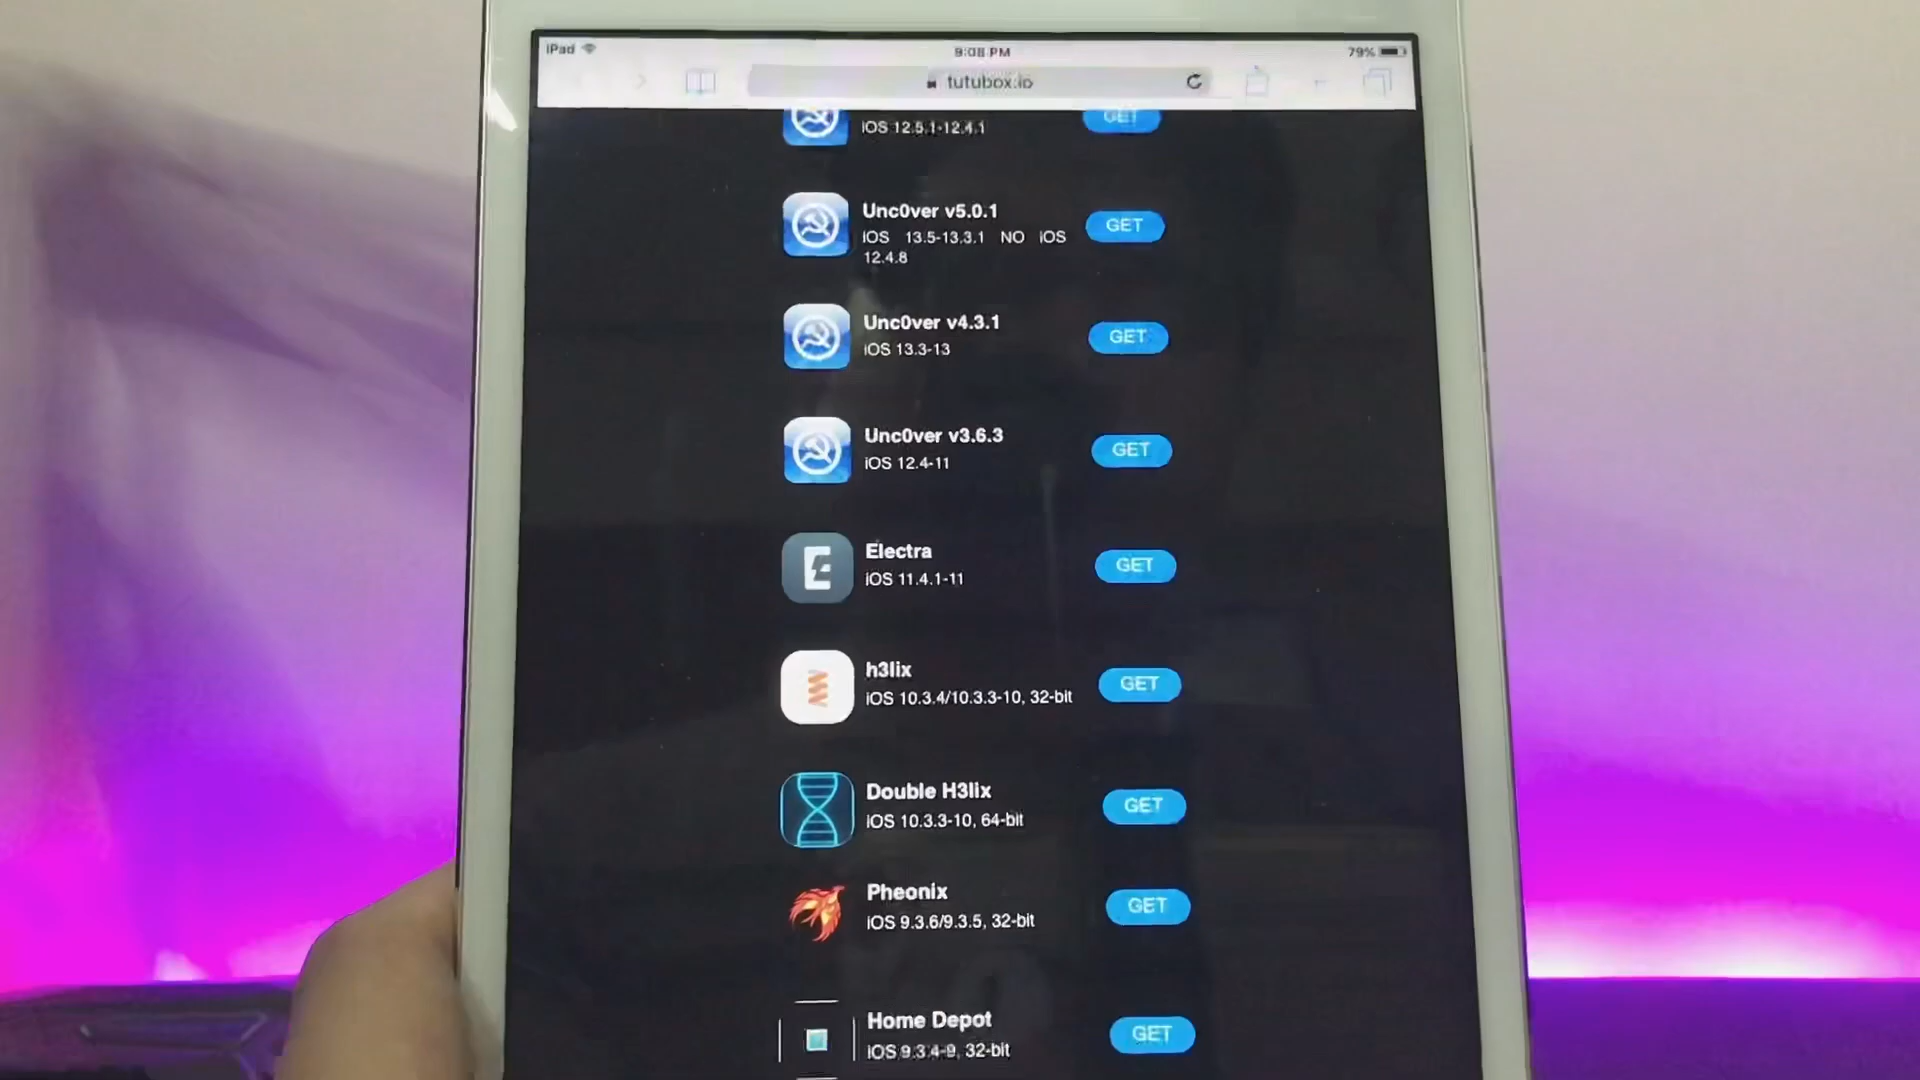 iPad
9:08 PM
79%
tutubox.io
iOS 12.5.1-12.4.1
GET
Unc0ver v5.0.1
iOS 13.5-13.3.1 NO iOS
12.4.8
GET
Unc0ver v4.3.1
iOS 13.3-13
GET
Unc0ver v3.6.3
iOS 12.4-11
GET
Electra
iOS 11.4.1-11
GET
h3lix
iOS 10.3.4/10.3.3-10, 32-bit
GET
Double H3lix
iOS 10.3.3-10, 64-bit
GET
Pheonix
iOS 9.3.6/9.3.5, 32-bit
GET
Home Depot
iOS 9.3.4-9, 32-bit
GET